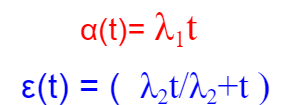 α(t)= λ₁t
ε(t) = ( λ₂t/λ₂+t )